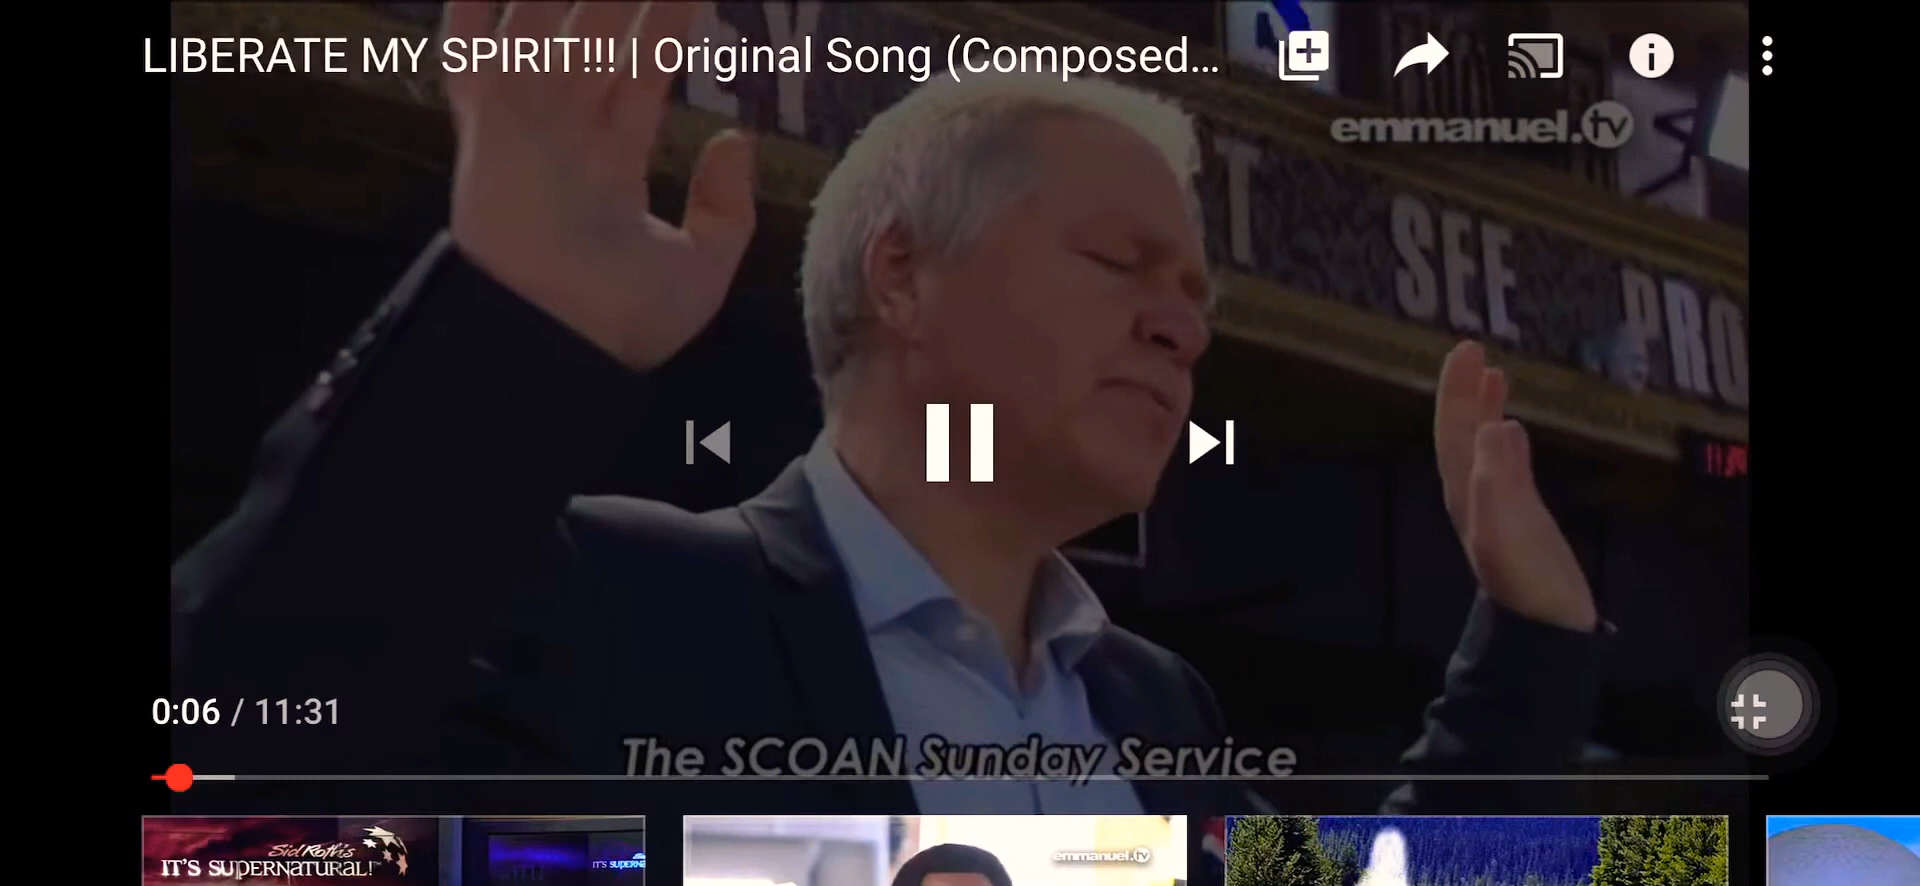 LIBERATE MY SPIRIT!!! | Original Song (Composed...
emmanuel.tv
T SEE PRO
0:06 / 11:31
The SCOAN Sunday Service
Sid Roth's
IT'S SUPERNATURAL!
emmanuel.tv